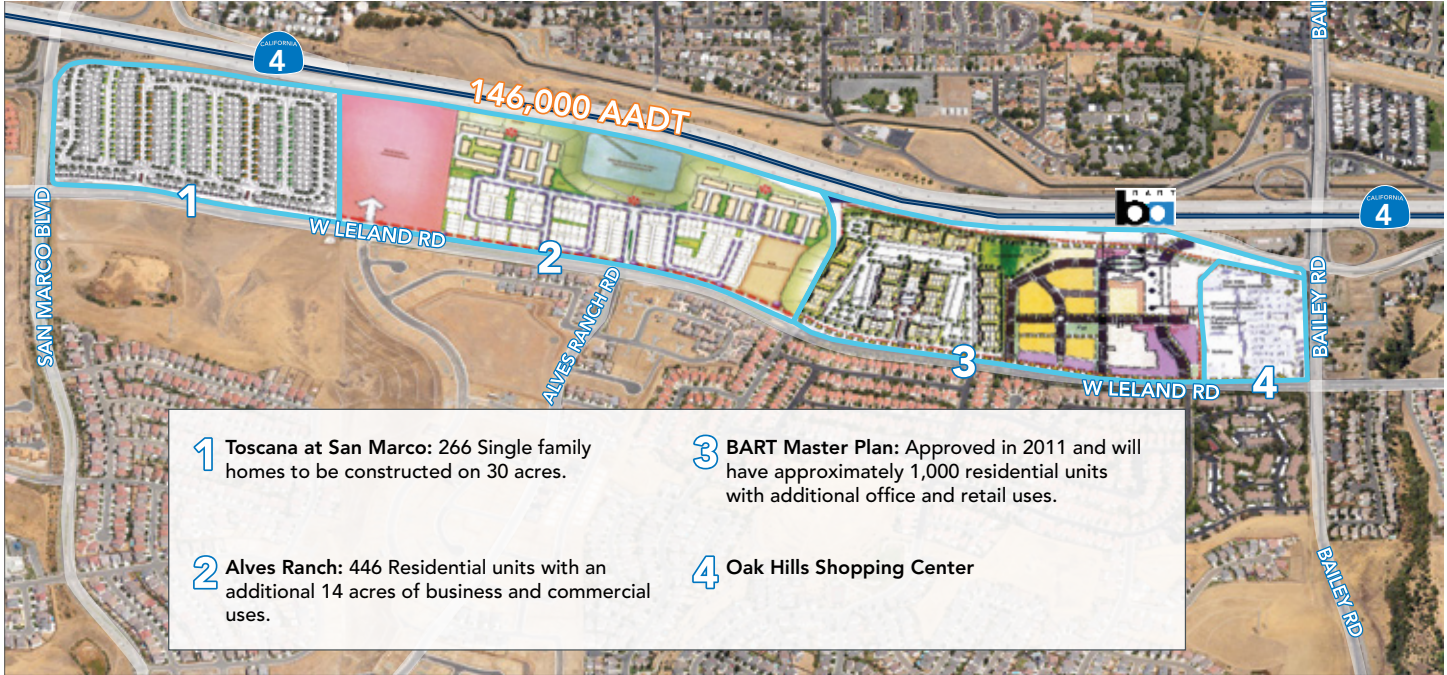 CALIFORNIA
4
146,000 AADT
BAIL
SAN MARCO BLVD
1
W LELAND RD
2
ALVES RANCH RD
3
W LELAND RD
4
ba
CALIFORNIA
4
BAILEY RD
BAILEY RD
1 Toscana at San Marco: 266 Single family
homes to be constructed on 30 acres.
2 Alves Ranch: 446 Residential units with an
additional 14 acres of business and commercial
uses.
3 BART Master Plan: Approved in 2011 and will
have approximately 1,000 residential units
with additional office and retail uses.
4 Oak Hills Shopping Center